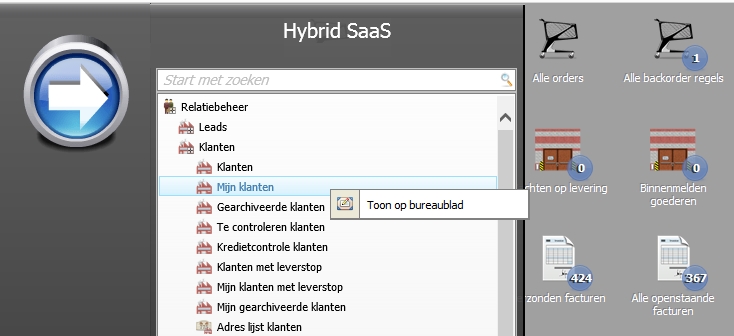 Hybrid SaaS
Start met zoeken
Relatiebeheer
Leads
Klanten
Klanten
Mijn klanten
Gearchiveerde klanten
Te controleren klanten
Kredietcontrole klanten
Klanten met leverstop
Mijn klanten met leverstop
Mijn gearchiveerde klanten
Adres lijst klanten
Toon op bureaublad
Alle orders
1
Alle backorder regels
0
chten op levering
0
Binnenmelden
goederen
424
rzonden facturen
367
Alle openstaande
facturen